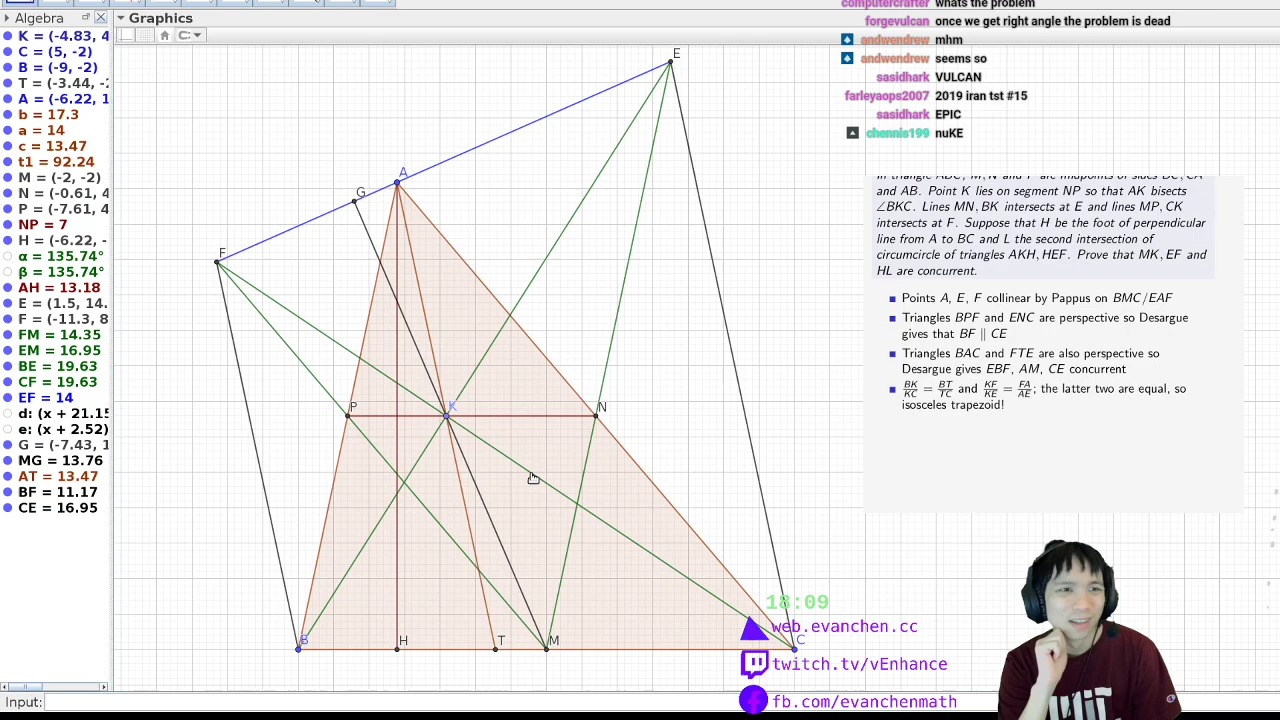 Algebra
K = (-4.83, 4
C = (5, -2)
B = (-9, -2)
T = (-3.44, -2
A = (-6.22, 1
b = 17.3
a = 14
c = 13.47
t1 = 92.24
M = (-2, -2)
N = (-0.61, 4
P = (-7.61, 4
NP = 7
H = (-6.22, -
α = 135.74°
β = 135.74°
AH = 13.18
E = (1.5, 14.
F = (-11.3, 8
FM = 14.35
EM = 16.95
BE = 19.63
CF = 19.63
EF = 14
d: (x + 21.15
e: (x + 2.52)
G = (-7.43, 1
MG = 13.76
AT = 13.47
BF = 11.17
CE = 16.95
Input:
Graphics
E
A
G
F
P
K
N
B
H
T
M
C
computercrafter whats the problem
forgevulcan once we get right angle the problem is dead
andwendrew mhm
andwendrew seems so
sasidhark VULCAN
farleyaops2007 2019 iran tst #15
sasidhark EPIC
chennis199 nuKE
In triangle ABC, M, N and P are midpoints of sides BC, CA
and AB. Point K lies on segment NP so that AK bisects
∠BKC. Lines MN, BK intersects at E and lines MP, CK
intersects at F. Suppose that H be the foot of perpendicular
line from A to BC and L the second intersection of
circumcircle of triangles AKH, HEF. Prove that MK, EF and
HL are concurrent.
Points A, E, F collinear by Pappus on BMC/EAF
Triangles BPF and ENC are perspective so Desargue
gives that BF ∥ CE
Triangles BAC and FTE are also perspective so
Desargue gives EBF, AM, CE concurrent
BK/KC = BT/TC and KF/KE = FA/AE; the latter two are equal, so
isosceles trapezoid!
18:09
web.evanchen.cc
twitch.tv/vEnhance
fb.com/evanchenmath